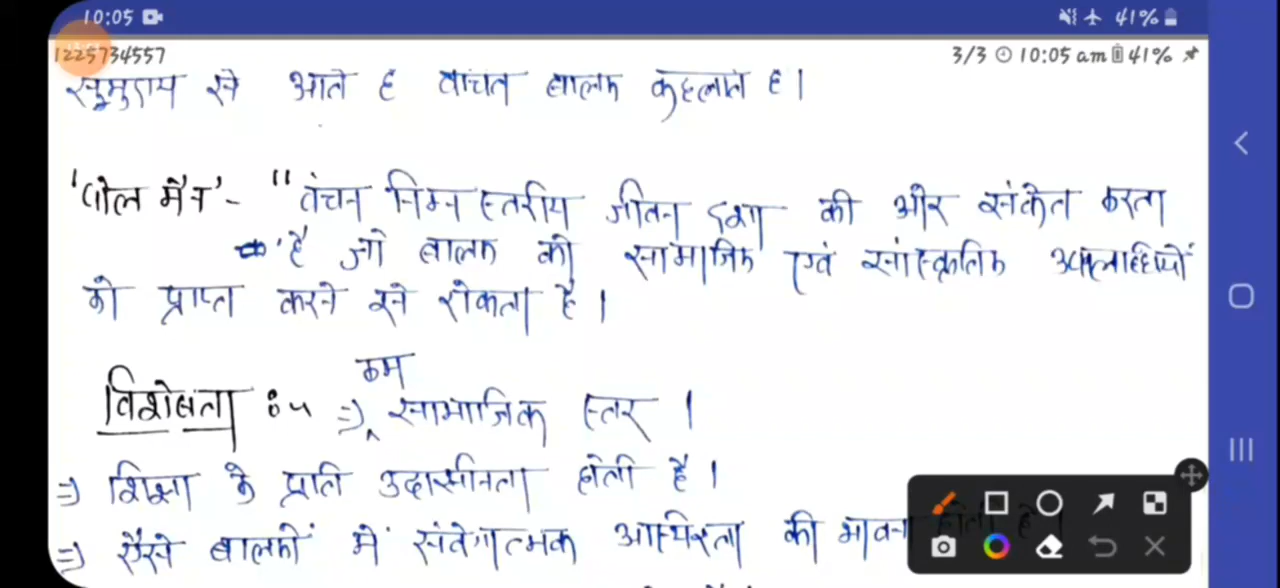 10:05 41%
1225734557 3/3 10:05 am 41%
समुदाय से आते है वंचित बालक कहलाते है।
'वोल मैन' - "वंचन निम्न स्तरीय जीवन दशा की ओर संकेत करता
है जो बालक को सामाजिक एवं सांस्कृतिक उपलब्धियों
को प्राप्त करने से रोकता है।
कम
विशेषता :- => सामाजिक स्तर।
=> शिक्षा के प्रति उदासीनता होती है।
=> ऐसे बालकों में संवेगात्मक अस्थिरता की भावना होती है।